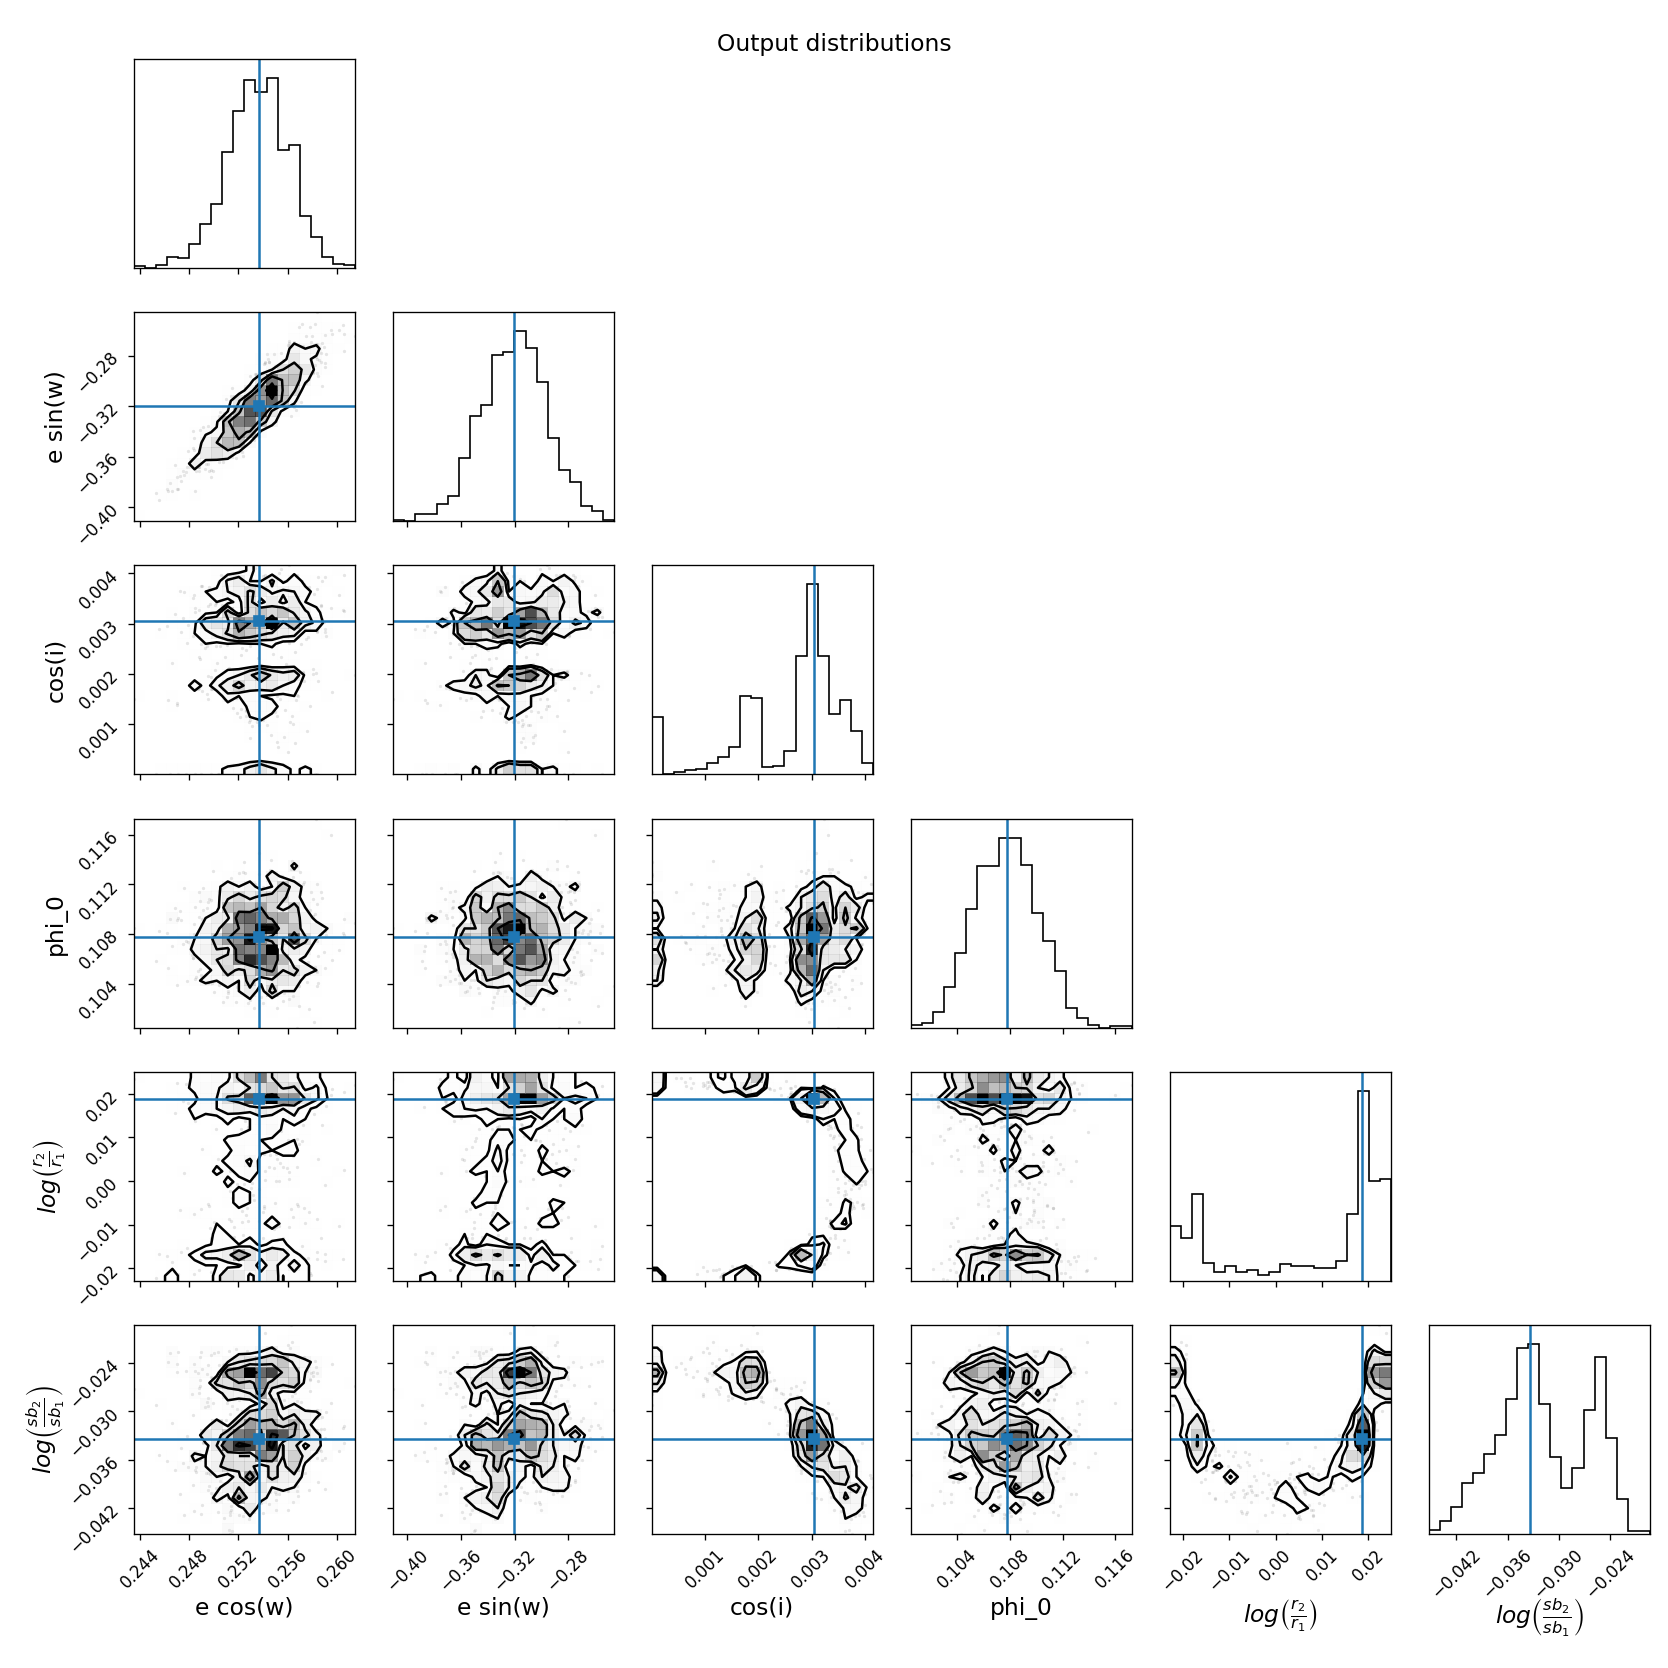 Output distributions
e sin(w)
−0.28
−0.32
−0.36
−0.40
cos(i)
0.004
0.003
0.002
0.001
phi_0
0.116
0.112
0.108
0.104
log(r₂/r₁)
0.02
0.01
0.00
−0.01
−0.02
log(sb₂/sb₁)
−0.024
−0.030
−0.036
−0.042
0.244 0.248 0.252 0.256 0.260
e cos(w)
−0.40 −0.36 −0.32 −0.28
e sin(w)
0.001 0.002 0.003 0.004
cos(i)
0.104 0.108 0.112 0.116
phi_0
−0.02 −0.01 0.00 0.01 0.02
log(r₂/r₁)
−0.042 −0.036 −0.030 −0.024
log(sb₂/sb₁)